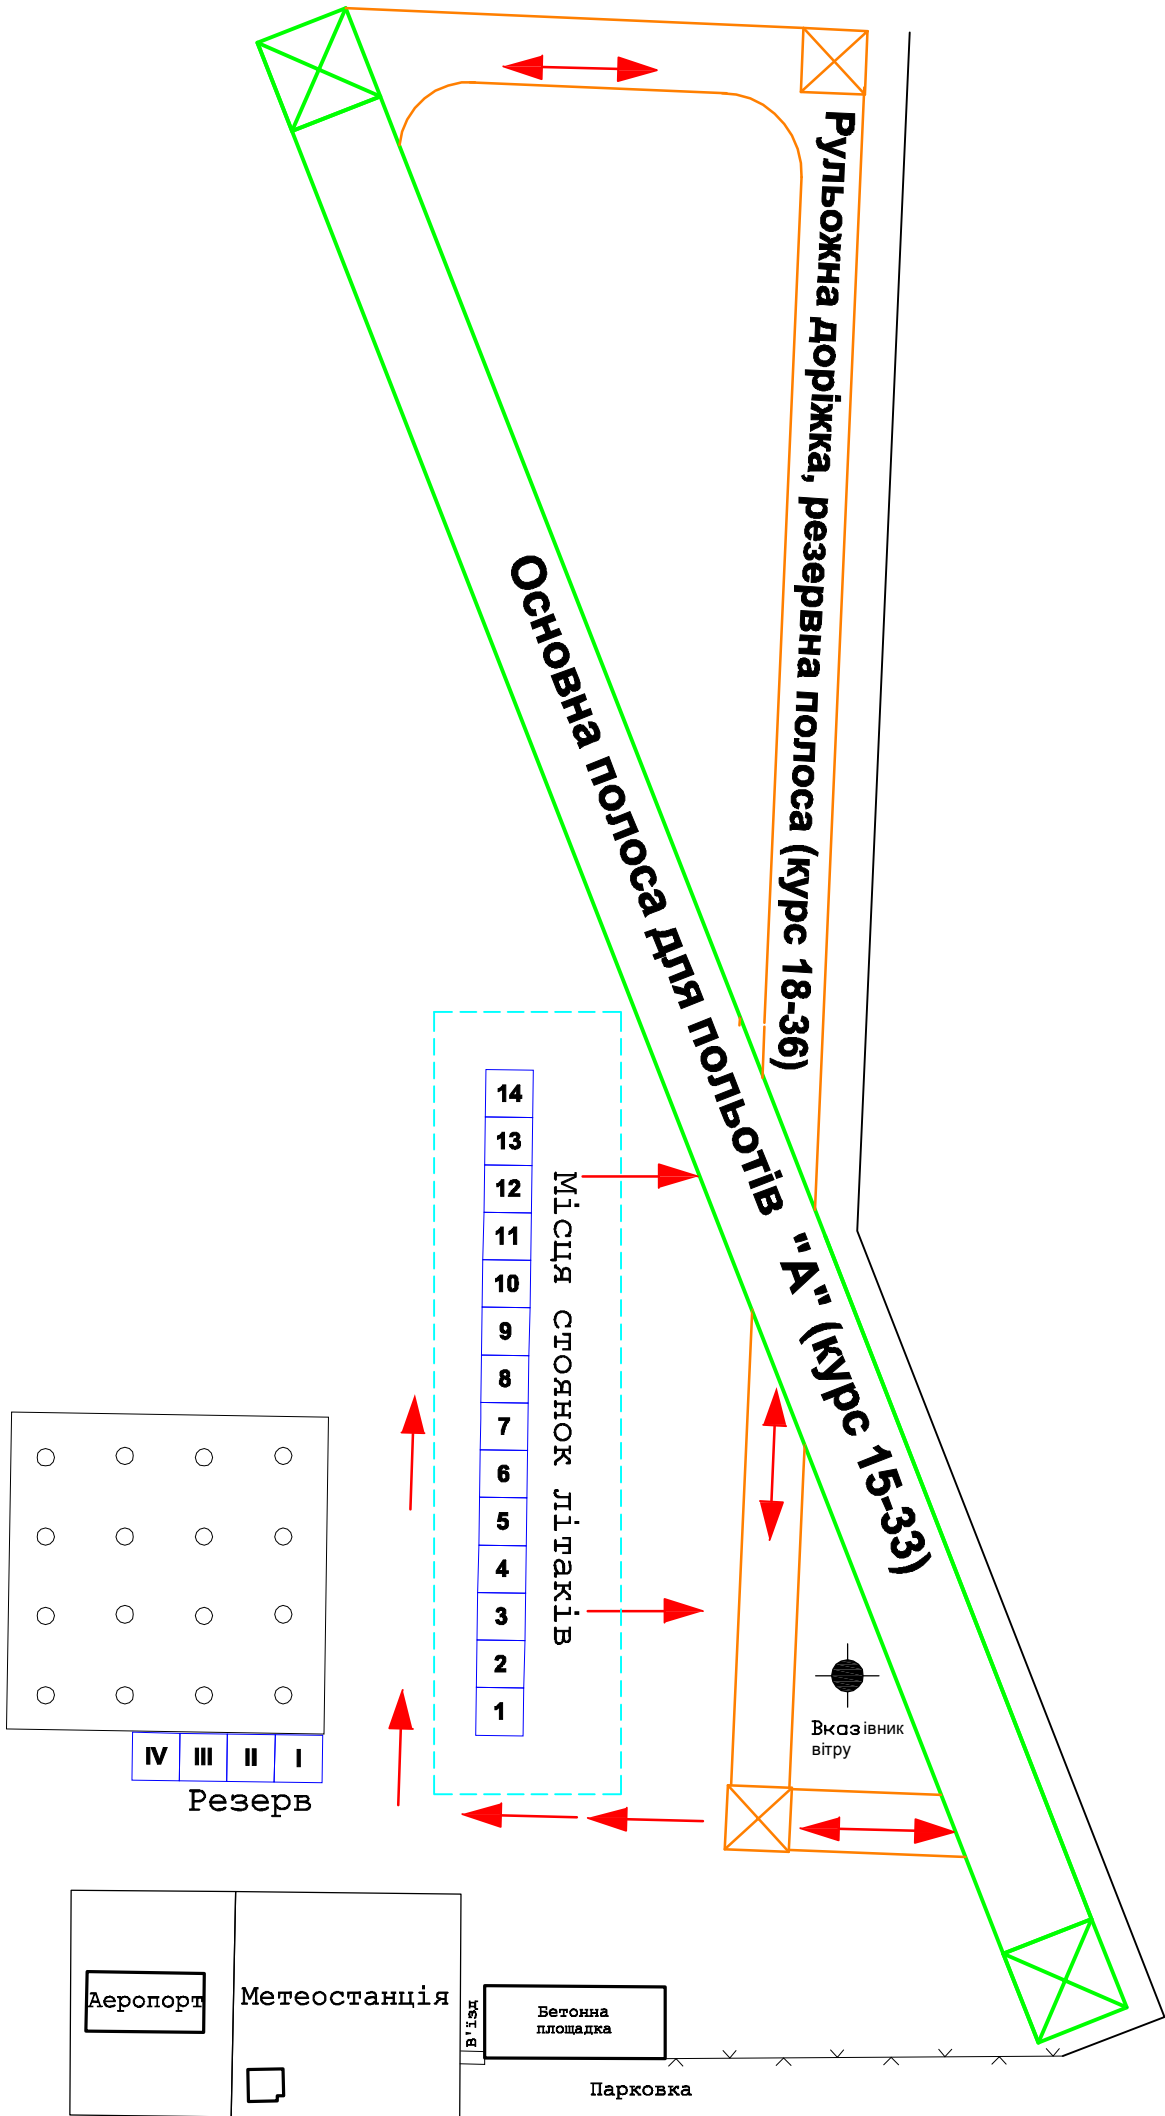 Рульожна доріжка, резервна полоса (курс 18-36)
Основна полоса для польотів "А" (курс 15-33)
14
13
12
11
10
9
8
7
6
5
4
3
2
1
Місця стоянок літаків
Вказівник
вітру
IV III II I
Резерв
Аеропорт
Метеостанція
В'їзд
Бетонна
площадка
Парковка